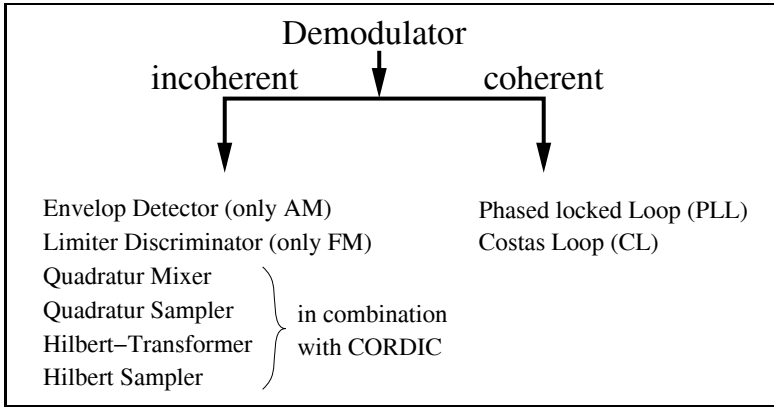 Demodulator
incoherent
coherent
Envelop Detector (only AM)
Limiter Discriminator (only FM)
Quadratur Mixer
Quadratur Sampler
Hilbert−Transformer
Hilbert Sampler
in combination
with CORDIC
Phased locked Loop (PLL)
Costas Loop (CL)